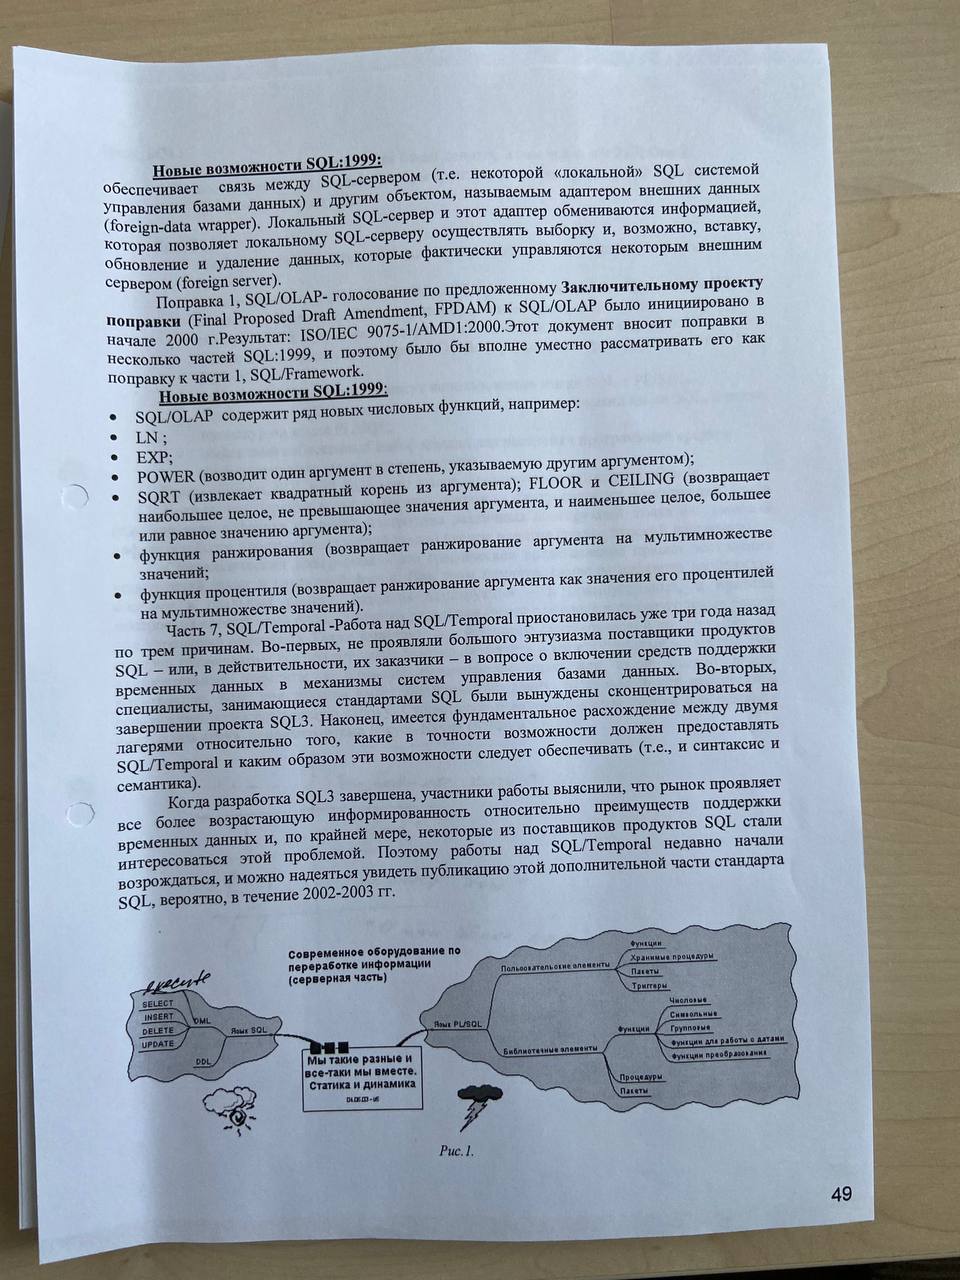 Новые возможности SQL:1999:
обеспечивает связь между SQL-сервером (т.е. некоторой «локальной» SQL системой
управления базами данных) и другим объектом, называемым адаптером внешних данных
(foreign-data wrapper). Локальный SQL-сервер и этот адаптер обмениваются информацией,
которая позволяет локальному SQL-серверу осуществлять выборку и, возможно, вставку,
обновление и удаление данных, которые фактически управляются некоторым внешним
сервером (foreign server).
Поправка 1, SQL/OLAP- голосование по предложенному Заключительному проекту
поправки (Final Proposed Draft Amendment, FPDAM) к SQL/OLAP было инициировано в
начале 2000 г.Результат: ISO/IEC 9075-1/AMD1:2000.Этот документ вносит поправки в
несколько частей SQL:1999, и поэтому было бы вполне уместно рассматривать его как
поправку к части 1, SQL/Framework.
Новые возможности SQL:1999:
• SQL/OLAP содержит ряд новых числовых функций, например:
• LN ;
• EXP;
• POWER (возводит один аргумент в степень, указываемую другим аргументом);
• SQRT (извлекает квадратный корень из аргумента); FLOOR и CEILING (возвращает
наибольшее целое, не превышающее значения аргумента, и наименьшее целое, большее
или равное значению аргумента);
• функция ранжирования (возвращает ранжирование аргумента на мультимножестве
значений;
• функция процентиля (возвращает ранжирование аргумента как значения его процентилей
на мультимножестве значений).
Часть 7, SQL/Temporal -Работа над SQL/Temporal приостановилась уже три года назад
по трем причинам. Во-первых, не проявляли большого энтузиазма поставщики продуктов
SQL – или, в действительности, их заказчики – в вопросе о включении средств поддержки
временных данных в механизмы систем управления базами данных. Во-вторых,
специалисты, занимающиеся стандартами SQL были вынуждены сконцентрироваться на
завершении проекта SQL3. Наконец, имеется фундаментальное расхождение между двумя
лагерями относительно того, какие в точности возможности должен предоставлять
SQL/Temporal и каким образом эти возможности следует обеспечивать (т.е., и синтаксис и
семантика).
Когда разработка SQL3 завершена, участники работы выяснили, что рынок проявляет
все более возрастающую информированность относительно преимуществ поддержки
временных данных и, по крайней мере, некоторые из поставщиков продуктов SQL стали
интересоваться этой проблемой. Поэтому работы над SQL/Temporal недавно начали
возрождаться, и можно надеяться увидеть публикацию этой дополнительной части стандарта
SQL, вероятно, в течение 2002-2003 гг.
Современное оборудование по
переработке информации
(серверная часть)
execute
SELECT
INSERT
DELETE
UPDATE
DML
DDL
Язык SQL
Мы такие разные и
все-таки мы вместе.
Статика и динамика
Язык PL/SQL
Пользовательские элементы
Функции
Хранимые процедуры
Пакеты
Триггеры
Библиотечные элементы
Функции
Числовые
Символьные
Групповые
Функции для работы с датами
Функции преобразования
Процедуры
Пакеты
Рис.1.
49